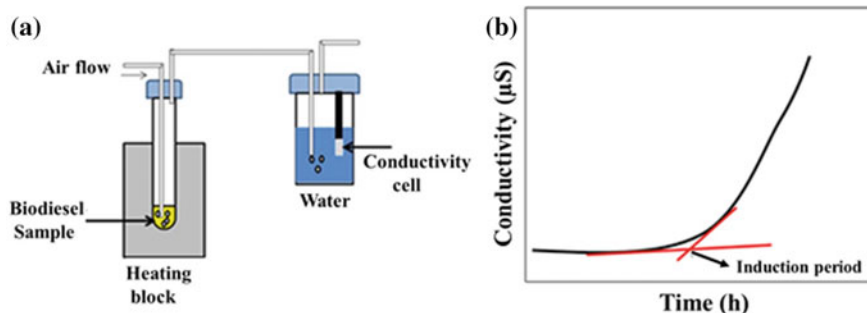 (a)
Air flow
Biodiesel
Sample
Heating
block
Water
Conductivity
cell
(b)
Conductivity (µS)
Induction period
Time (h)